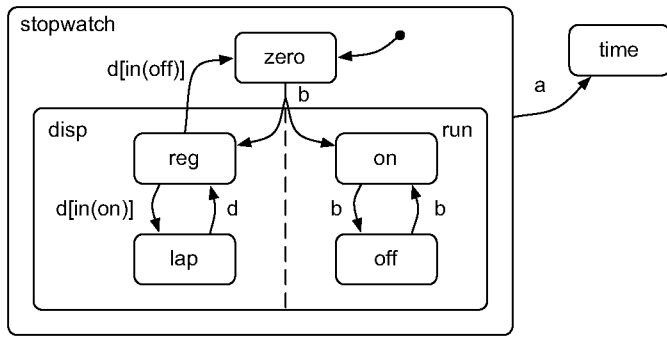 stopwatch
zero
time
d[in(off)]
a
b
disp
run
reg
on
d[in(on)]
d
b
b
lap
off